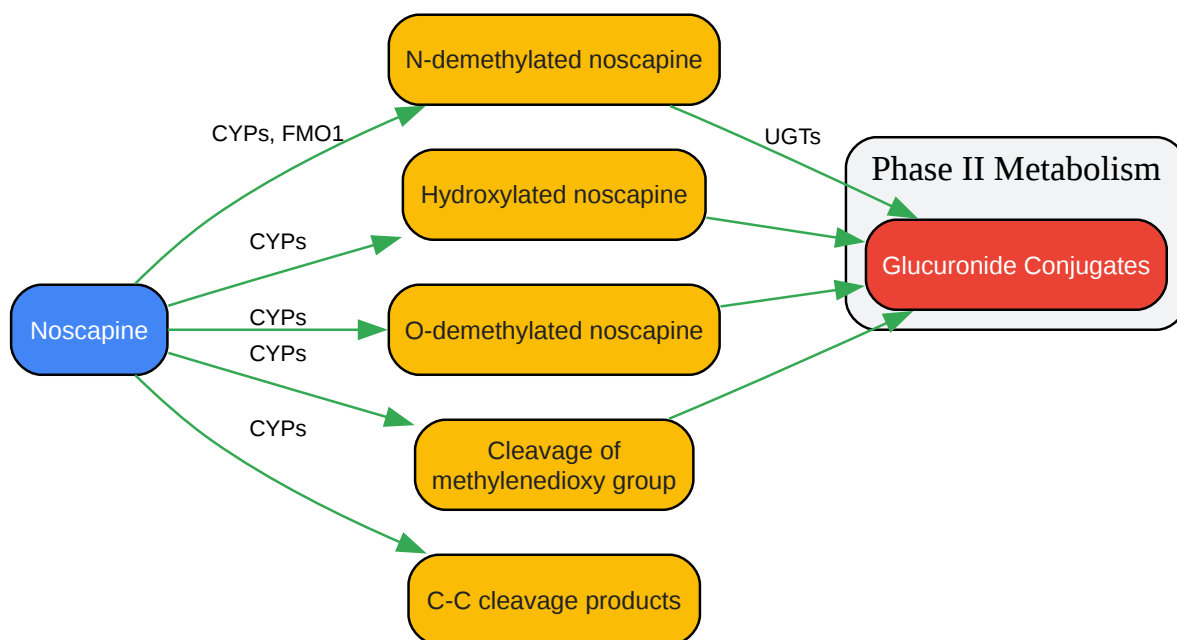 N-demethylated noscapine
CYPs, FMO1
UGTs
Phase II Metabolism
Hydroxylated noscapine
CYPs
Glucuronide Conjugates
Noscapine
CYPs
O-demethylated noscapine
CYPs
CYPs
Cleavage of
methylenedioxy group
C-C cleavage products